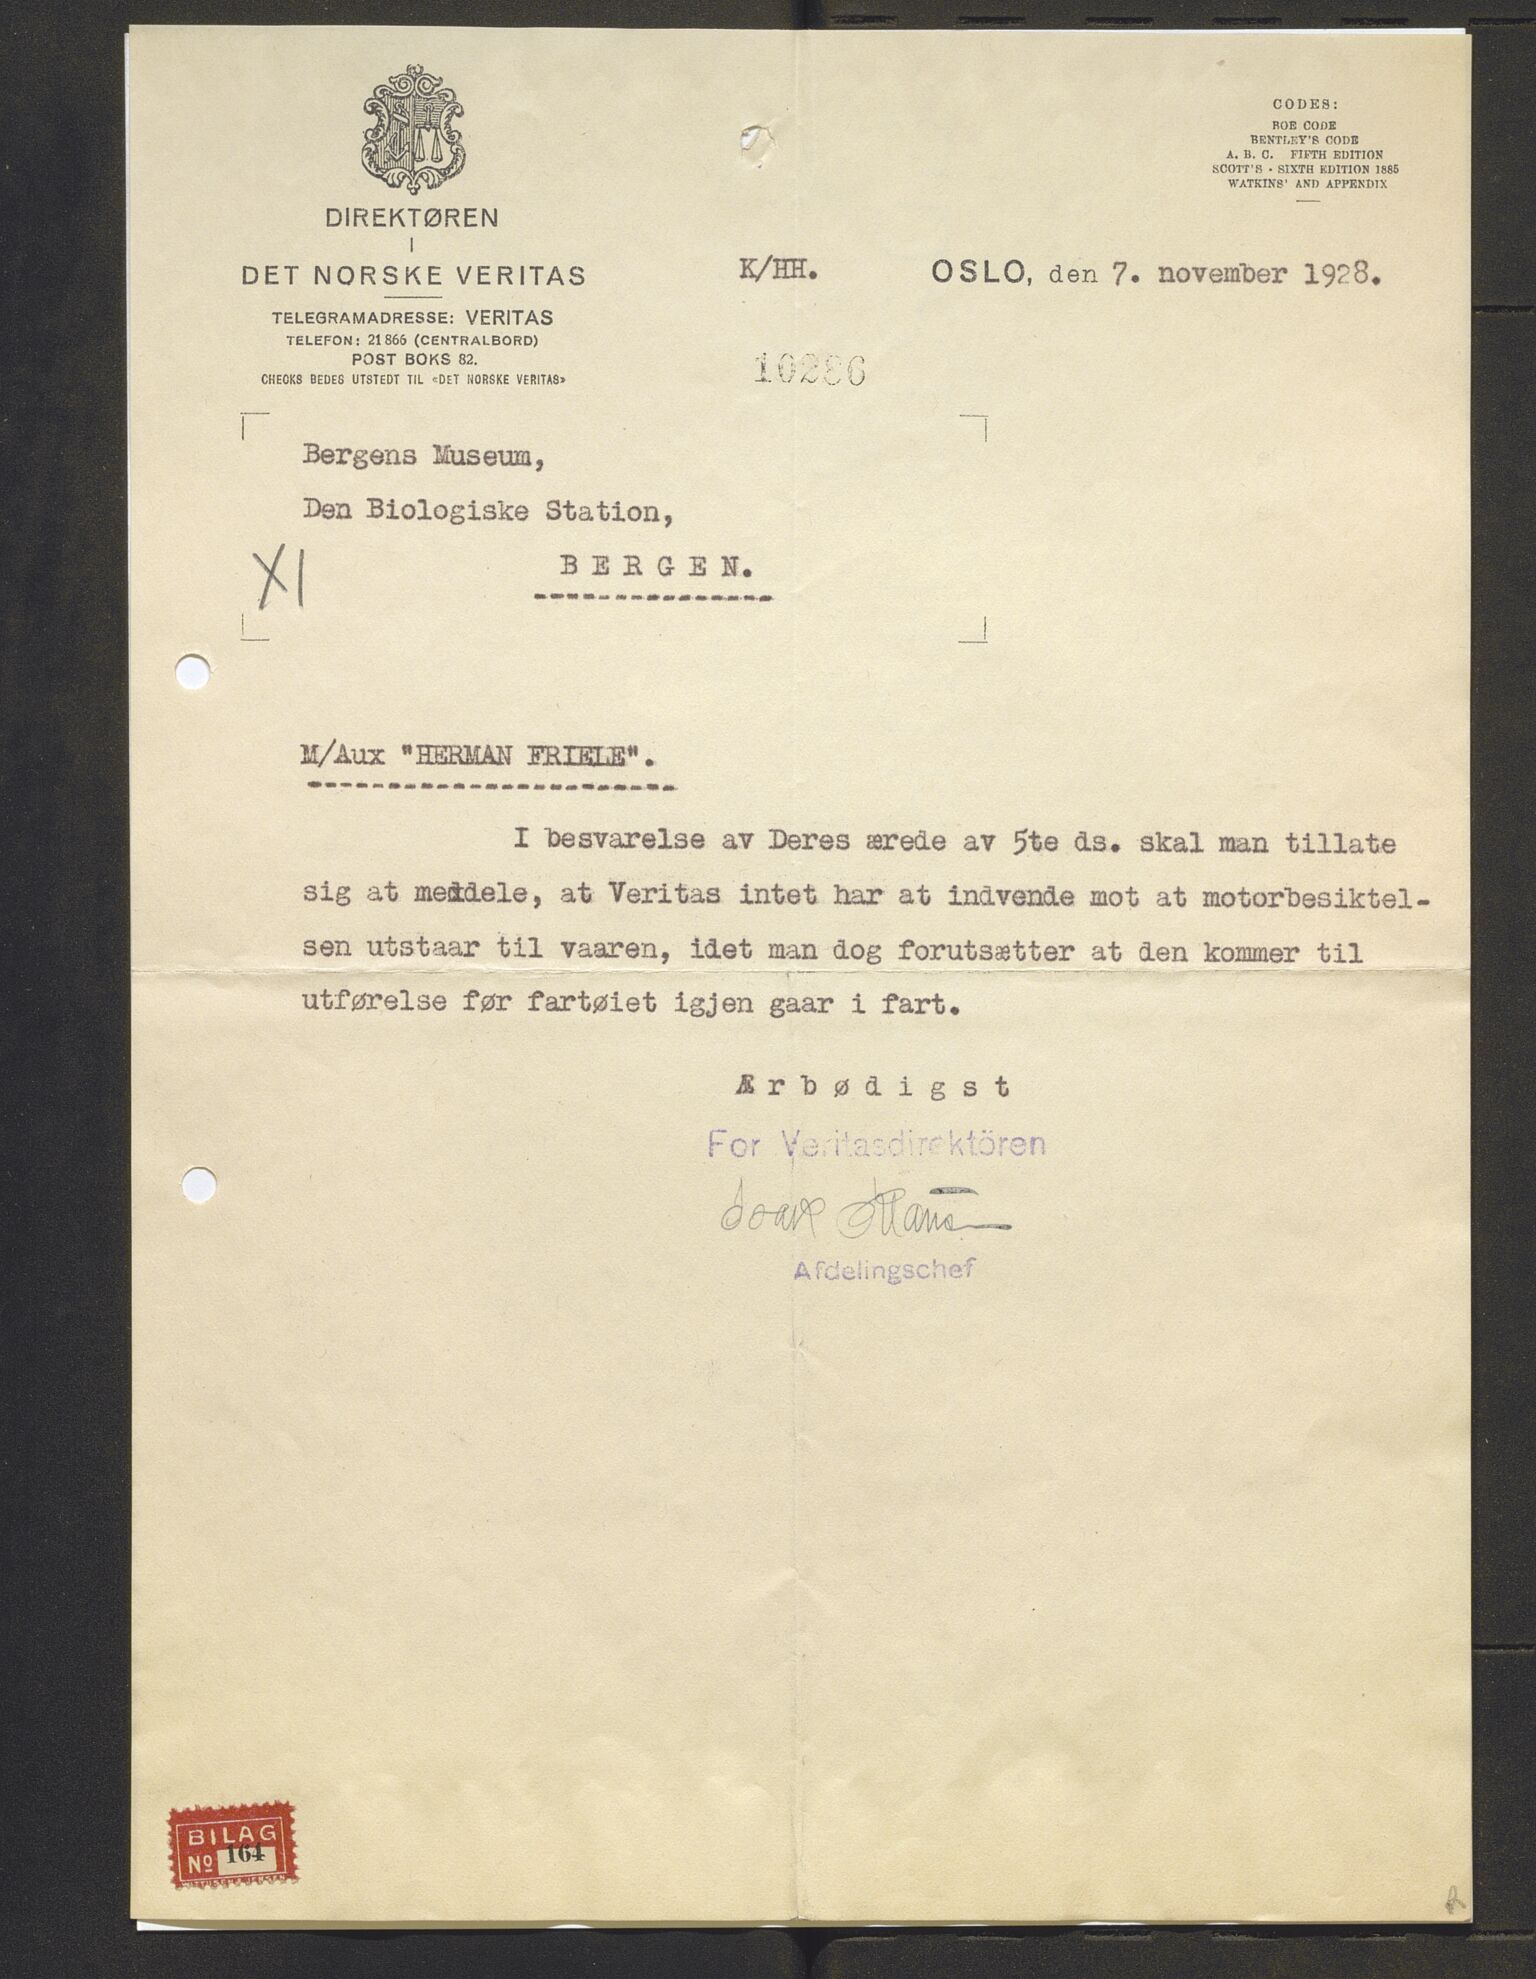 DIREKTØREN
I
DET NORSKE VERITAS
TELEGRAMADRESSE: VERITAS
TELEFON: 21 866 (CENTRALBORD)
POST BOKS 82.
CHECKS BEDES UTSTEDT TIL «DET NORSKE VERITAS»
CODES:
BOE CODE
BENTLEY'S CODE
A. B. C. FIFTH EDITION
SCOTT'S - SIXTH EDITION 1885
WATKINS' AND APPENDIX
K/HH.
OSLO, den 7. november 1928.
10286
Bergens Museum,
Den Biologiske Station,
B E R G E N.
XI
M/Aux "HERMAN FRIELE".
I besvarelse av Deres ærede av 5te ds. skal man tillate
sig at meddele, at Veritas intet har at indvende mot at motorbesiktel-
sen utstaar til vaaren, idet man dog forutsætter at den kommer til
utførelse før fartøiet igjen gaar i fart.
Æ r b ø d i g s t
For Veritasdirektören
Afdelingschef
BILAG
No 164